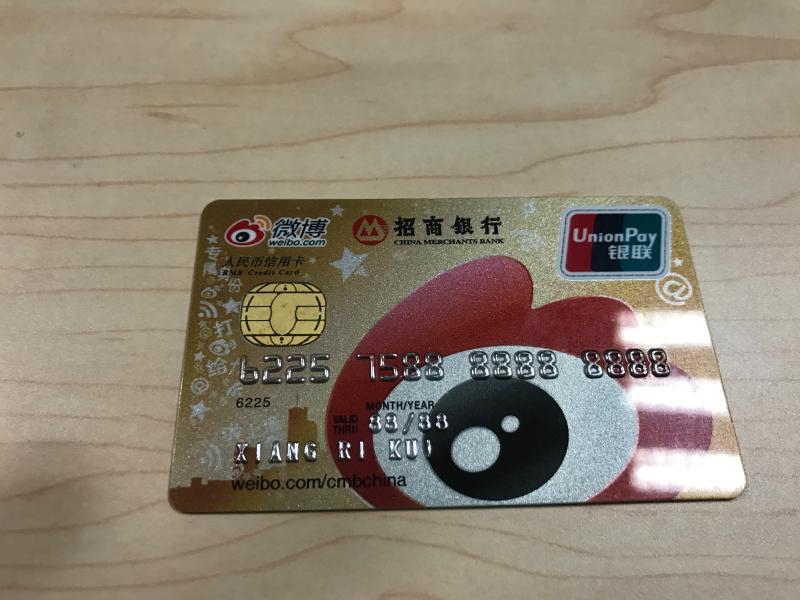 微博
weibo.com
招商银行
CHINA MERCHANTS BANK
UnionPay
银联
人民币信用卡
RMB Credit Card
@
6225 7588 8888 8888
6225
MONTH/YEAR
VALID THRU 88/88
XIANG RI KUI
weibo.com/cmbchina